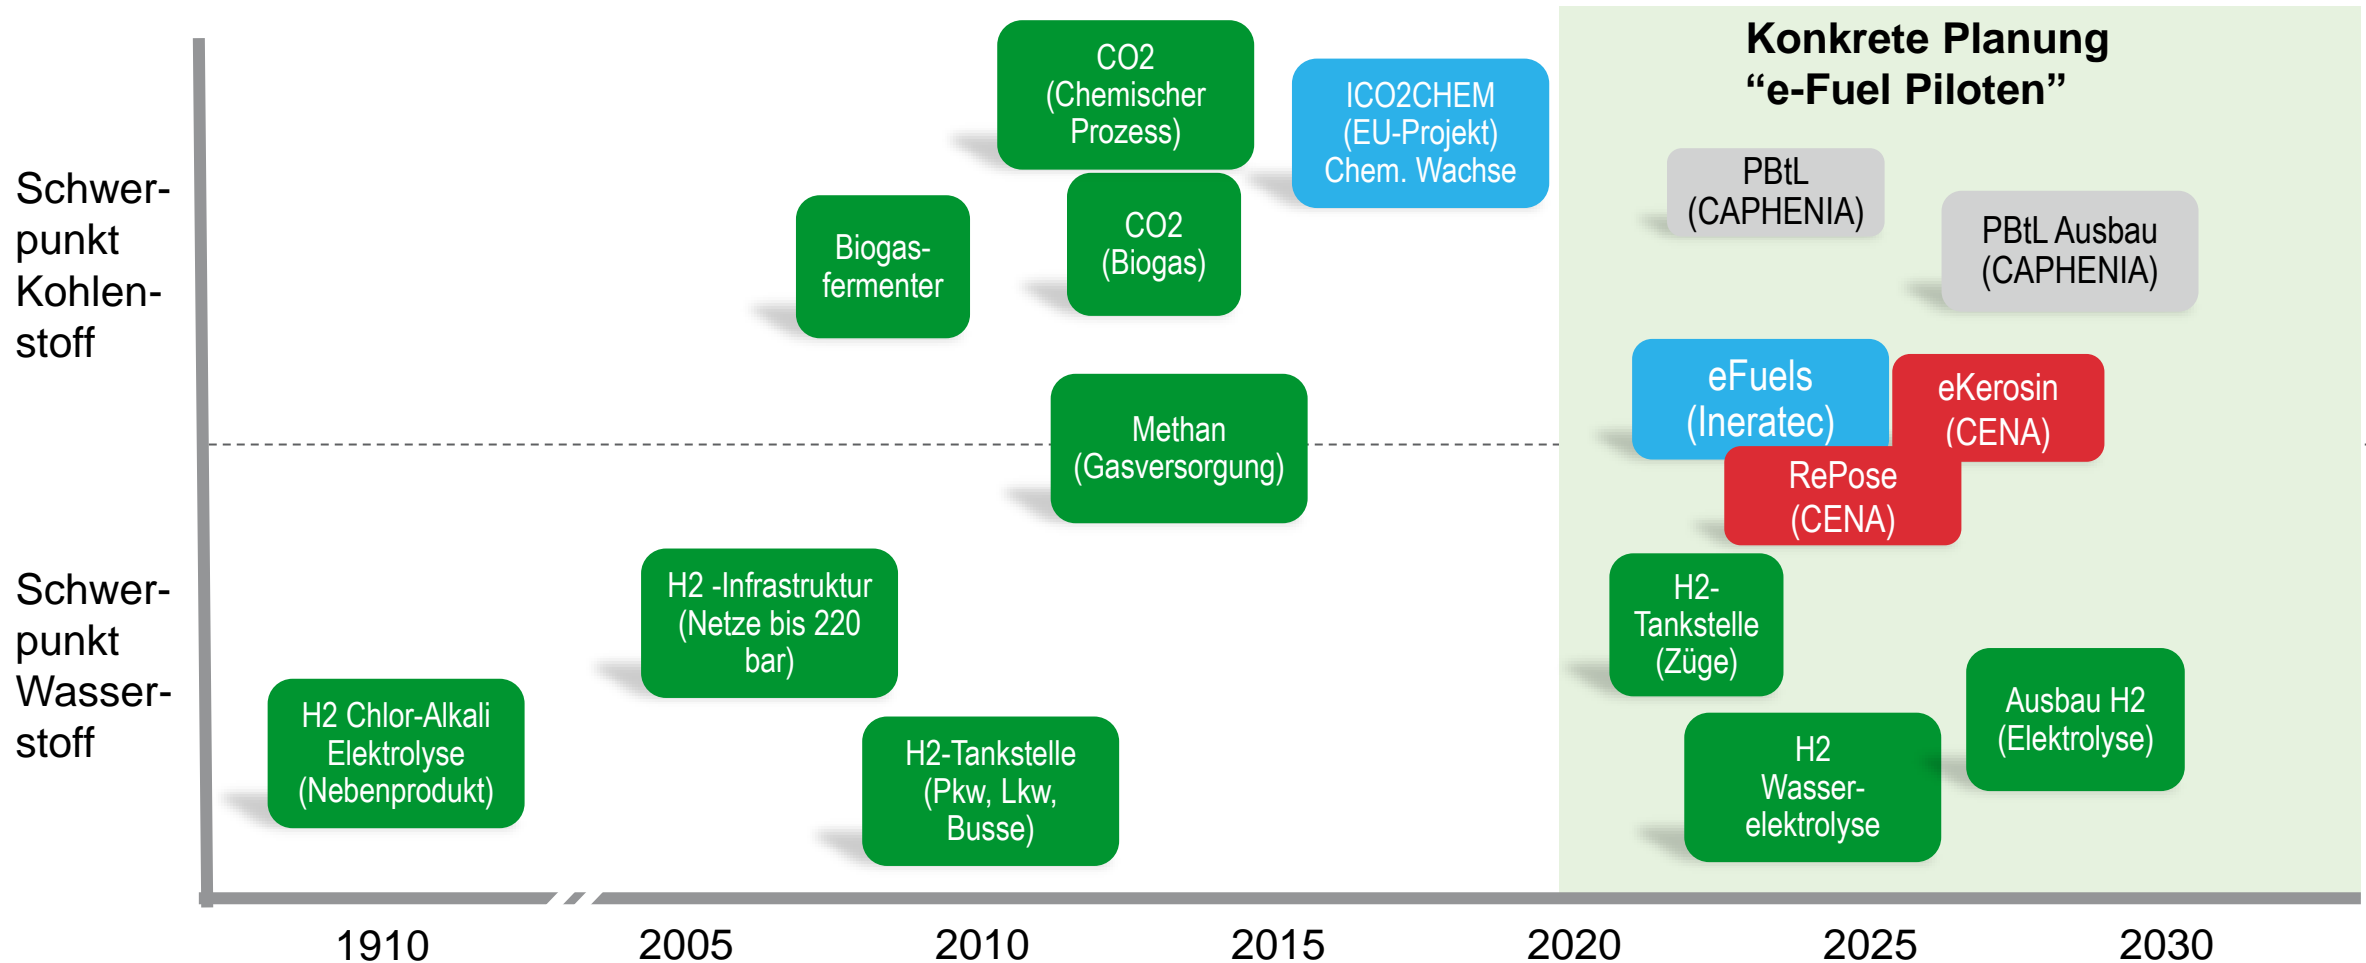 Konkrete Planung
“e-Fuel Piloten”
Schwer-
punkt
Kohlen-
stoff
CO2
(Chemischer
Prozess)
ICO2CHEM
(EU-Projekt)
Chem. Wachse
Biogas-
fermenter
CO2
(Biogas)
PBtL
(CAPHENIA)
PBtL Ausbau
(CAPHENIA)
Methan
(Gasversorgung)
eFuels
(Ineratec)
eKerosin
(CENA)
RePose
(CENA)
Schwer-
punkt
Wasser-
stoff
H2 Chlor-Alkali
Elektrolyse
(Nebenprodukt)
H2 -Infrastruktur
(Netze bis 220
bar)
H2-Tankstelle
(Pkw, Lkw,
Busse)
H2-
Tankstelle
(Züge)
H2
Wasser-
elektrolyse
Ausbau H2
(Elektrolyse)
1910
2005
2010
2015
2020
2025
2030